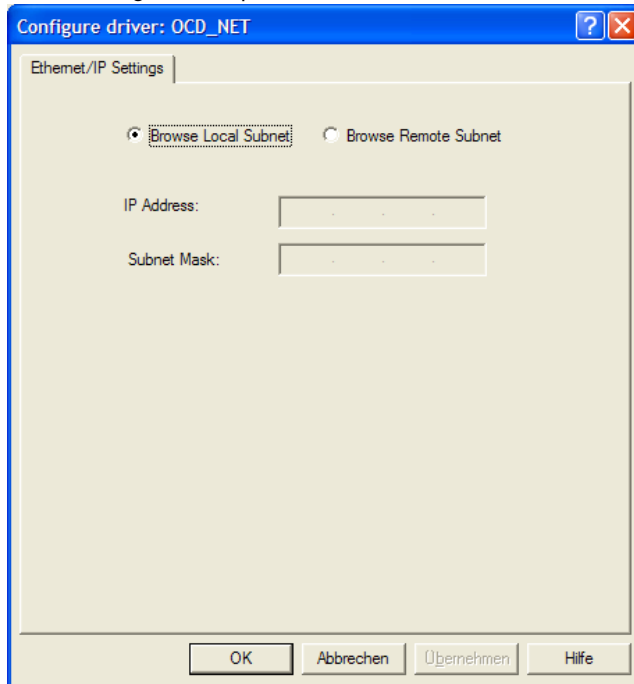 Configure driver: OCD_NET
Ethernet/IP Settings
Browse Local Subnet Browse Remote Subnet
IP Address:
Subnet Mask:
OK Abbrechen Übernehmen Hilfe